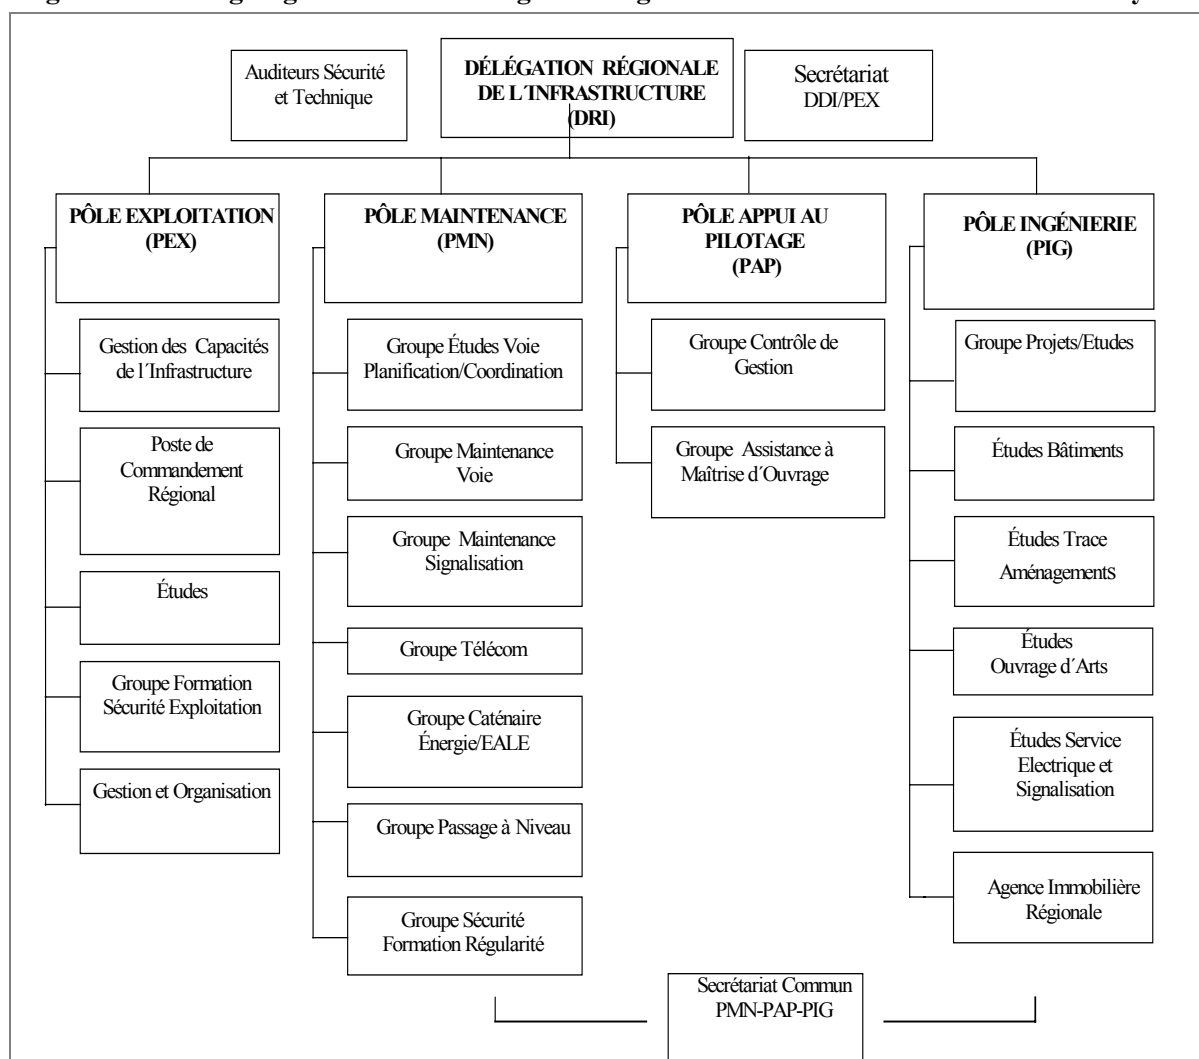 Auditeurs Sécurité
et Technique
DÉLÉGATION RÉGIONALE
DE L´INFRASTRUCTURE
(DRI)
Secrétariat
DDI/PEX
PÔLE EXPLOITATION
(PEX)
Gestion des Capacités
de l´Infrastructure
Poste de
Commandement
Régional
Études
Groupe Formation
Sécurité Exploitation
Gestion et Organisation
PÔLE MAINTENANCE
(PMN)
Groupe Études Voie
Planification/Coordination
Groupe Maintenance
Voie
Groupe Maintenance
Signalisation
Groupe Télécom
Groupe Caténaire
Énergie/EALE
Groupe Passage à Niveau
Groupe Sécurité
Formation Régularité
PÔLE APPUI AU
PILOTAGE
(PAP)
Groupe Contrôle de
Gestion
Groupe Assistance à
Maîtrise d´Ouvrage
PÔLE INGÉNIERIE
(PIG)
Groupe Projets/Etudes
Études Bâtiments
Études Trace
Aménagements
Études
Ouvrage d´Arts
Études Service
Electrique et
Signalisation
Agence Immobilière
Régionale
Secrétariat Commun
PMN-PAP-PIG